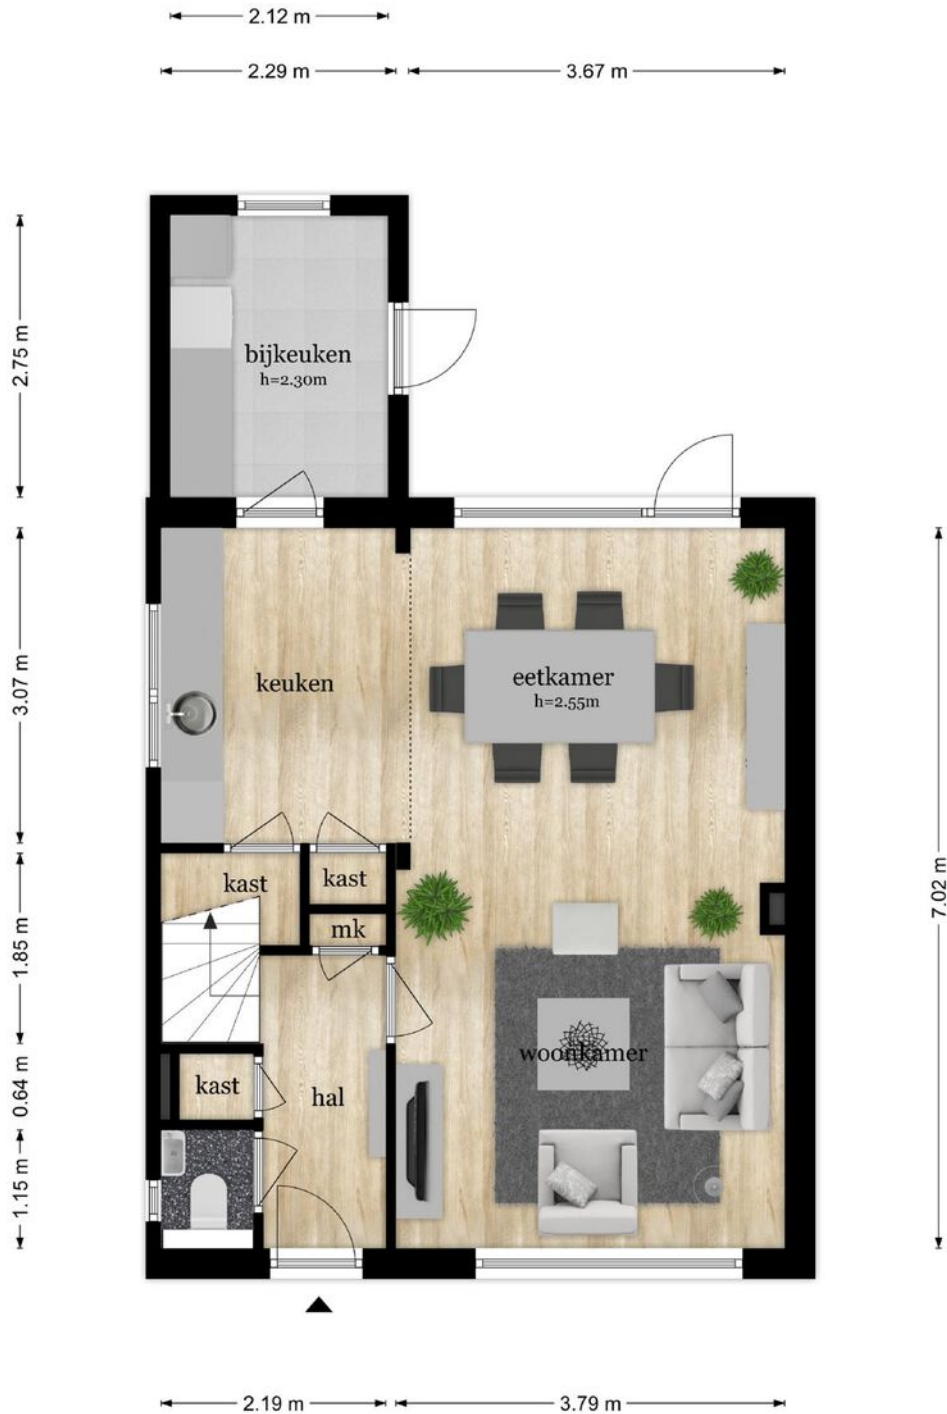 2.12 m
2.29 m
3.67 m
2.75 m
bijkeuken
h=2.30m
3.07 m
keuken
eetkamer
h=2.55m
7.02 m
1.85 m
kast
kast
mk
0.64 m
kast
hal
woonkamer
1.15 m
2.19 m
3.79 m